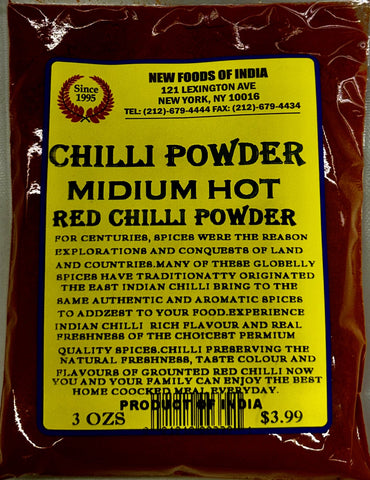 Since
1995
NEW FOODS OF INDIA
121 LEXINGTON AVE
NEW YORK, NY 10016
TEL: (212)-679-4444 FAX: (212)-679-4434
CHILLI POWDER
MIDIUM HOT
RED CHILLI POWDER
FOR CENTURIES, SPICES WERE THE REASON
EXPLORATIONS AND CONQUESTS OF LAND
AND COUNTRIES.MANY OF THESE GLOBELLY
SPICES HAVE TRADITIONATTY ORIGINATED
THE EAST INDIAN CHILLI BRING TO THE
SAME AUTHENTIC AND AROMATIC SPICES
TO ADDZEST TO YOUR FOOD.EXPERIENCE
INDIAN CHILLI RICH FLAVOUR AND REAL
FRESHNESS OF THE CHOICEST PERMIUM
QUALITY SPICES.CHILLI PRESERVING THE
NATURAL FRESHNESS, TASTE COLOUR AND
FLAVOURS OF GROUNTED RED CHILLI NOW
YOU AND YOUR FAMILY CAN ENJOY THE BEST
HOME COOCKED MEAL EVERYDAY.
PRODUCT OF INDIA
3 OZS $3.99